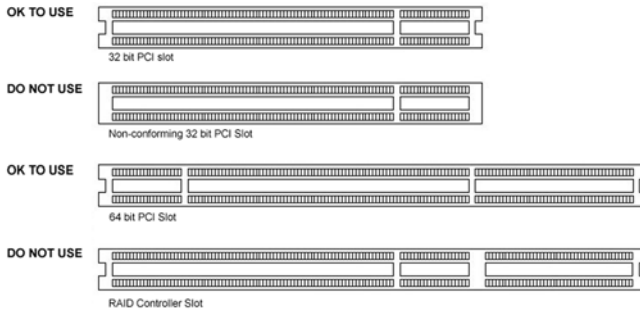 OK TO USE
32 bit PCI slot
DO NOT USE
Non-conforming 32 bit PCI Slot
OK TO USE
64 bit PCI Slot
DO NOT USE
RAID Controller Slot